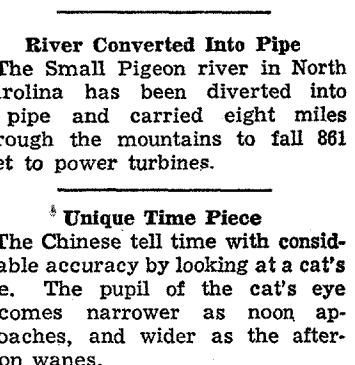 River Converted Into Pipe
The Small Pigeon river in North
rolina has been diverted into
pipe and carried eight miles
rough the mountains to fall 861
et to power turbines.
Unique Time Piece
The Chinese tell time with consid-
able accuracy by looking at a cat's
e. The pupil of the cat's eye
comes narrower as noon ap-
oaches, and wider as the after-
on wanes.